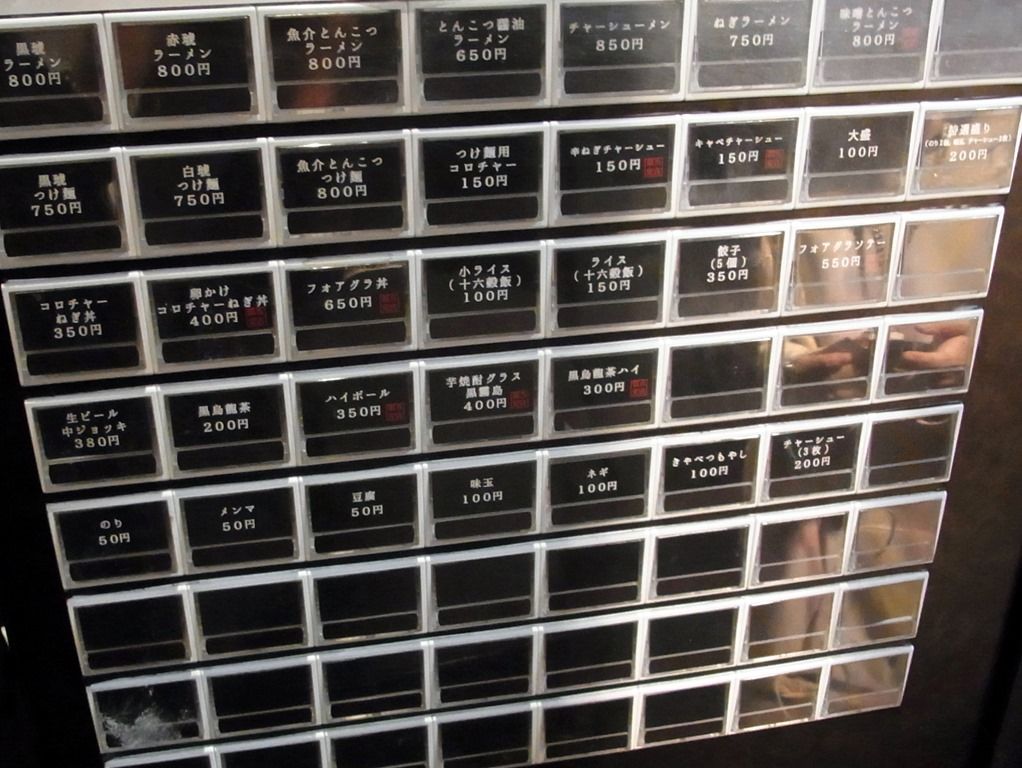 黒琥
ラーメン
800円
赤琥
ラーメン
800円
魚介とんこつ
ラーメン
800円
とんこつ醤油
ラーメン
650円
チャーシューメン
850円
ねぎラーメン
750円
味噌とんこつ
ラーメン
800円
黒琥
つけ麺
750円
白琥
つけ麺
750円
魚介とんこつ
つけ麺
800円
つけ麺用
コロチャー
150円
辛ねぎチャーシュー
150円
キャベチャーシュー
150円
大盛
100円
200円
コロチャー
ねぎ丼
350円
卵かけ
コロチャーねぎ丼
400円
フォアグラ丼
650円
小ライス
(十六穀飯)
100円
ライス
(十六穀飯)
150円
餃子
(5個)
350円
フォアグランテー
550円
生ビール
中ジョッキ
380円
黒烏龍茶
200円
ハイボール
350円
芋焼酎グラス
黒霧島
400円
黒烏龍茶ハイ
300円
のり
50円
メンマ
50円
豆腐
50円
味玉
100円
ネギ
100円
きゃべつもやし
100円
チャーシュー
(3枚)
200円